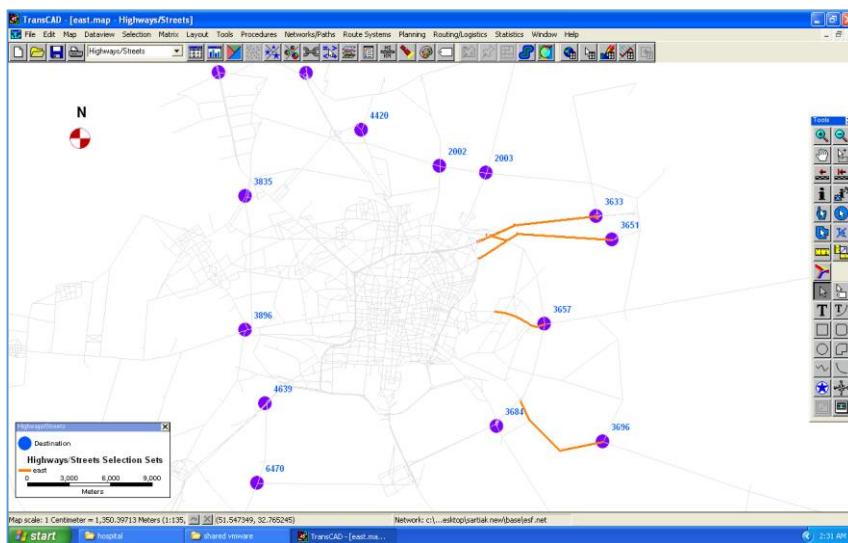 TransCAD - [east.map - Highways/Streets]
File Edit Map Dataview Selection Matrix Layout Tools Procedures Networks/Paths Route Systems Planning Routing/Logistics Statistics Window Help
Highways/Streets
N
4420
2002
2003
3835
3633
3651
3896
3657
4639
3684
3696
6470
Tools
Highways/Streets
Destination
Highways/Streets Selection Sets
east
0 3,000 6,000 9,000
Meters
Map scale: 1 Centimeter = 1,350.39713 Meters (1:135, (51.547349, 32.765245) Network: c:\...esktop\sartiak new\base\esf.net
start hospital shared vmware TransCAD - [east.ma... 2:31 AM